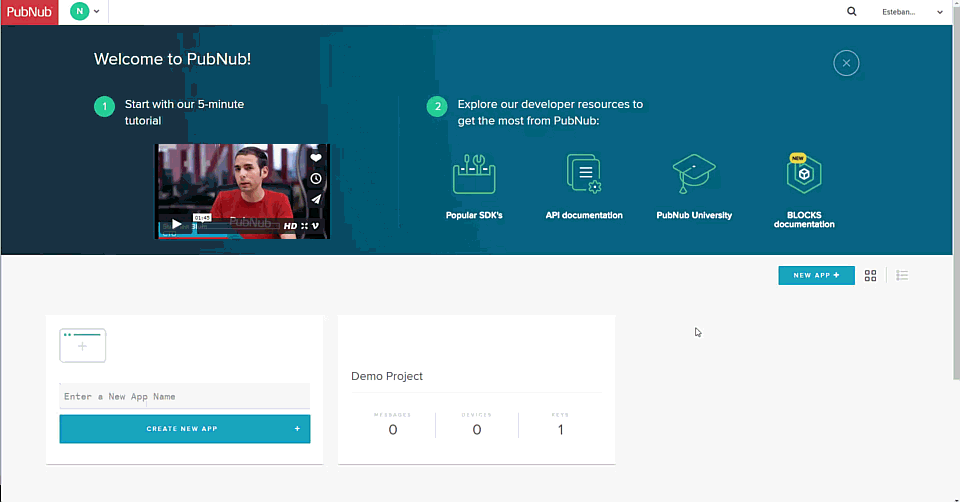 PubNub
N
Esteban...
Welcome to PubNub!
1
Start with our 5-minute
tutorial
2
Explore our developer resources to
get the most from PubNub:
01:45
PubNub
HD
NEW
Popular SDK's
API documentation
PubNub University
BLOCKS
documentation
NEW APP +
Enter a New App Name
CREATE NEW APP +
Demo Project
MESSAGES
DEVICES
KEYS
0
0
1